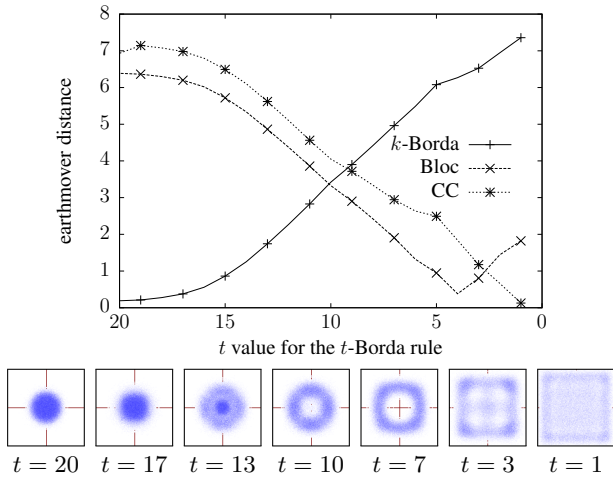 8
7
6
5
4
3
2
1
0
earthmover distance
k-Borda
Bloc
CC
20 15 10 5 0
t value for the t-Borda rule
t = 20 t = 17 t = 13 t = 10 t = 7 t = 3 t = 1